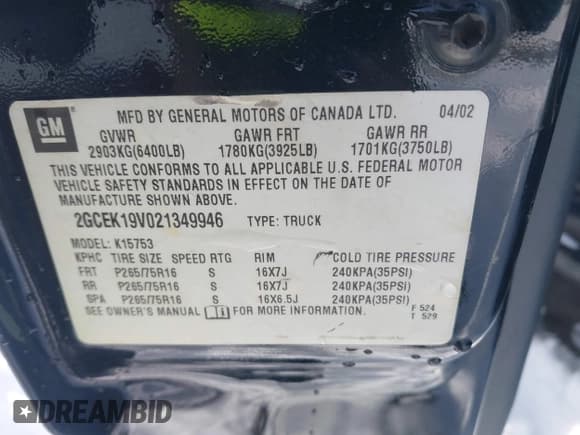 GM
MFD BY GENERAL MOTORS OF CANADA LTD. 04/02
GVWR GAWR FRT GAWR RR
2903KG(6400LB) 1780KG(3925LB) 1701KG(3750LB)
THIS VEHICLE CONFORMS TO ALL APPLICABLE U.S. FEDERAL MOTOR
VEHICLE SAFETY STANDARDS IN EFFECT ON THE DATE OF
MANUFACTURE SHOWN ABOVE.
2GCEK19V021349946 TYPE: TRUCK
MODEL: K15753
KPHC TIRE SIZE SPEED RTG RIM COLD TIRE PRESSURE
FRT P265/75R16 S 16X7J 240KPA(35PSI)
RR P265/75R16 S 16X7J 240KPA(35PSI)
SPA P265/75R16 S 16X6.5J 240KPA(35PSI)
SEE OWNER'S MANUAL FOR MORE INFORMATION.
F 524
T 529
DREAMBID